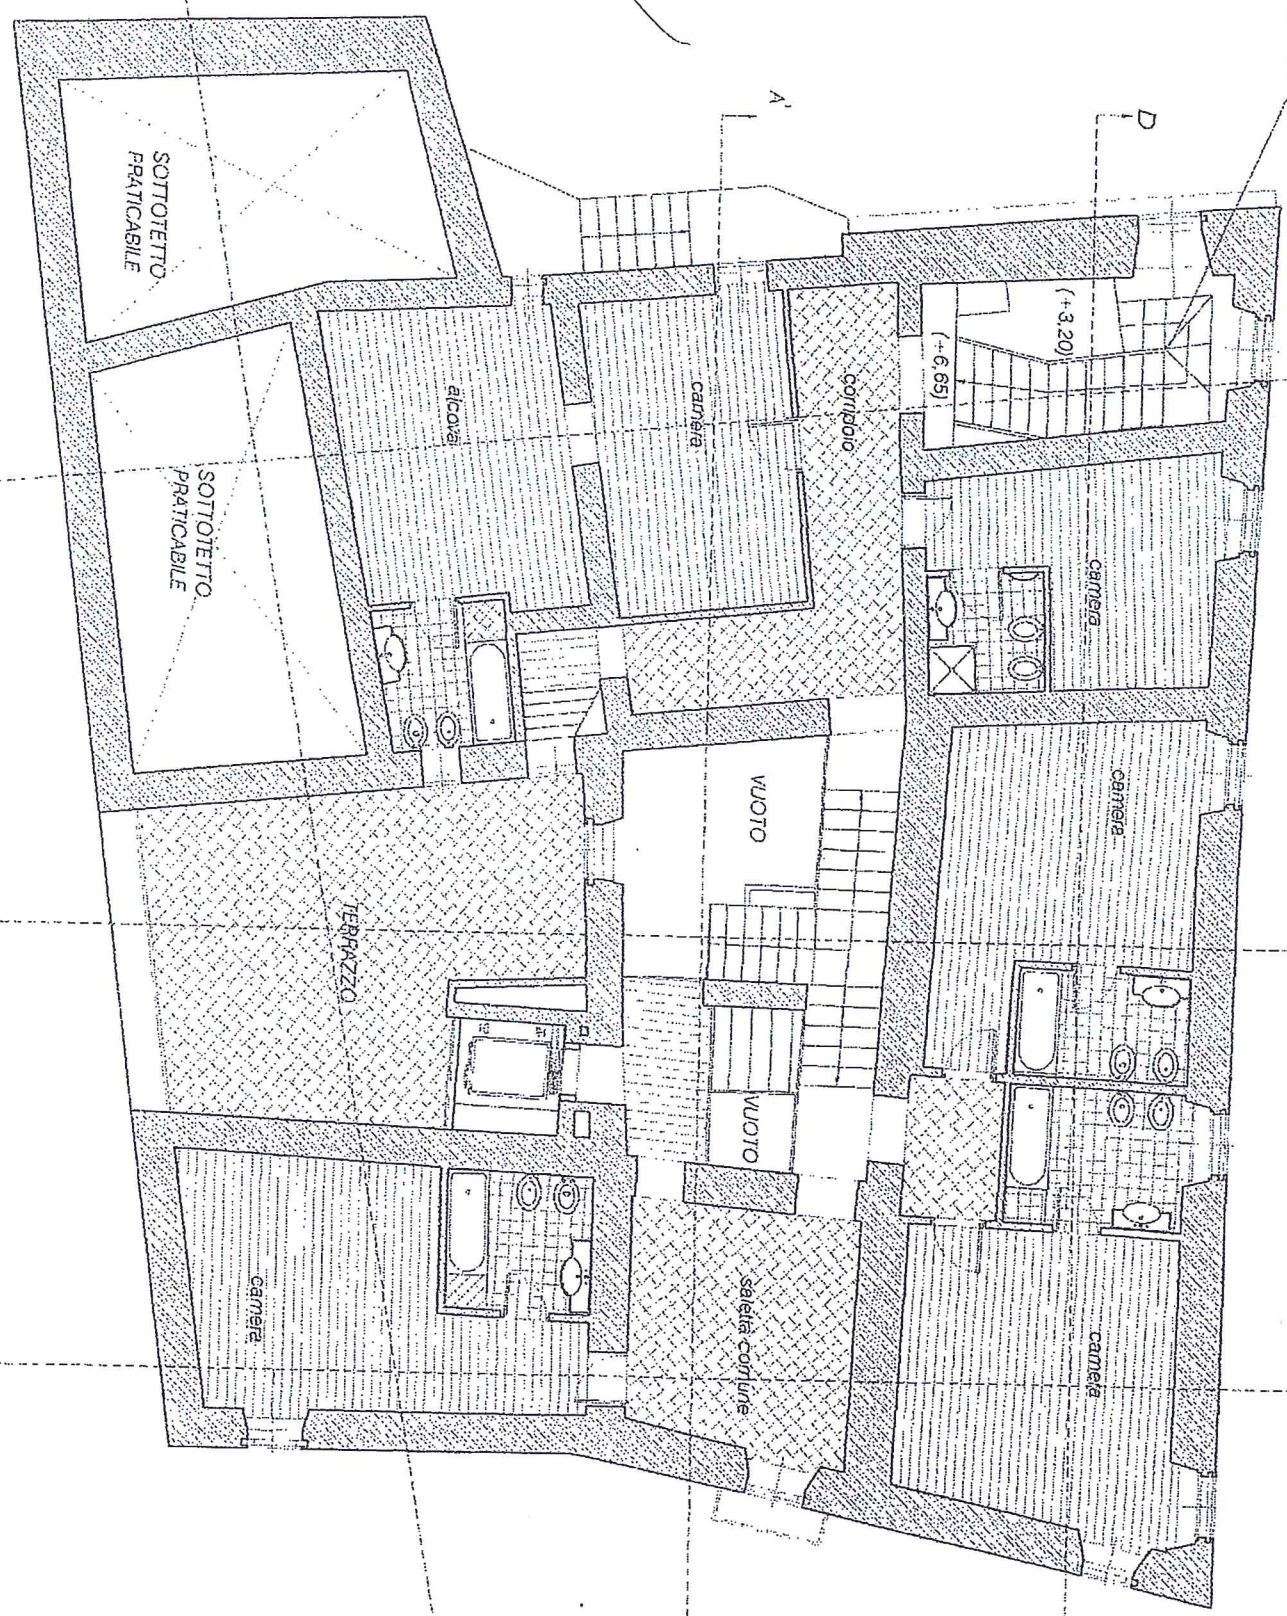 A'
D
SOTTOTETTO
PRATICABILE
(+3.20)
(+6.65)
alcova
camera
corridoio
SOTTOTETTO
PRATICABILE
camera
camera
VUOTO
TERRAZZO
VUOTO
camera
saletta comune
camera